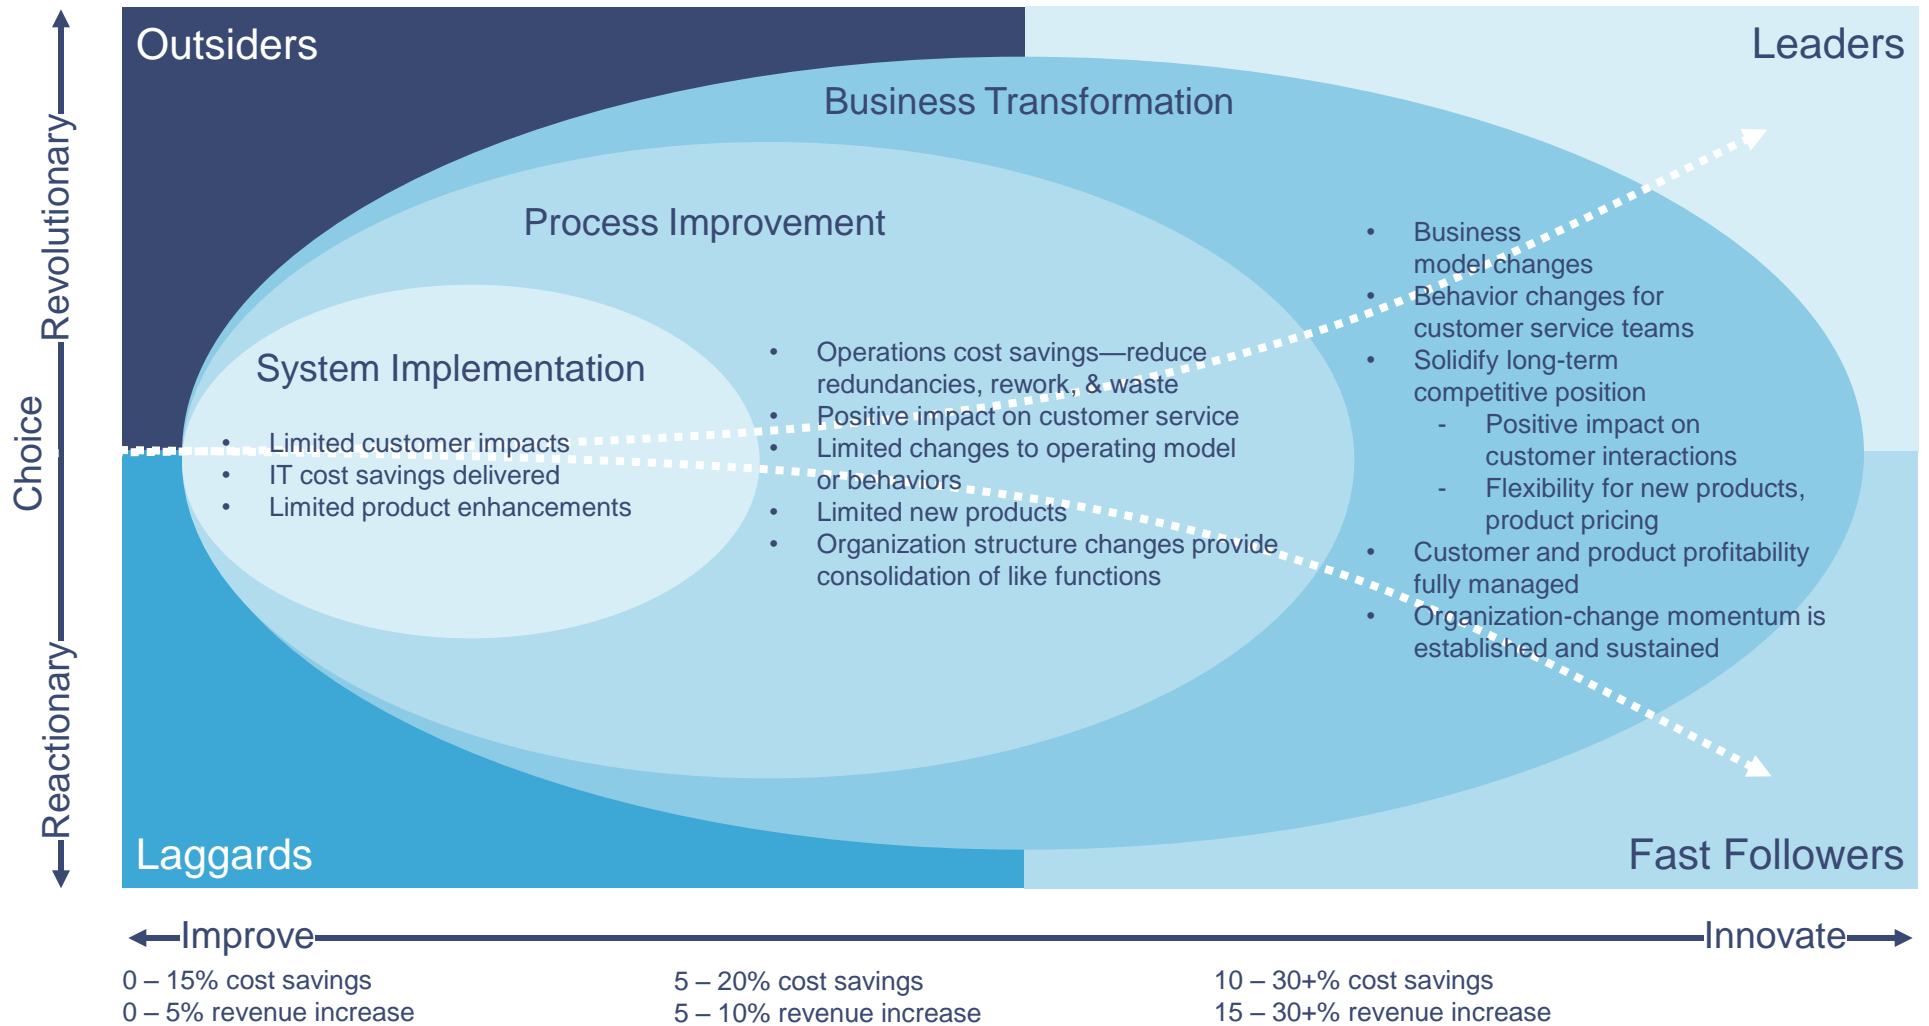 Outsiders
Leaders
Business Transformation
Process Improvement
System Implementation
• Limited customer impacts
• IT cost savings delivered
• Limited product enhancements
• Operations cost savings—reduce
redundancies, rework, & waste
• Positive impact on customer service
• Limited changes to operating model
or behaviors
• Limited new products
• Organization structure changes provide
consolidation of like functions
• Business
model changes
• Behavior changes for
customer service teams
• Solidify long-term
competitive position
- Positive impact on
customer interactions
- Flexibility for new products,
product pricing
• Customer and product profitability
fully managed
• Organization-change momentum is
established and sustained
Laggards
Fast Followers
Choice
Revolutionary
Reactionary
Improve
Innovate
0 – 15% cost savings
0 – 5% revenue increase
5 – 20% cost savings
5 – 10% revenue increase
10 – 30+% cost savings
15 – 30+% revenue increase